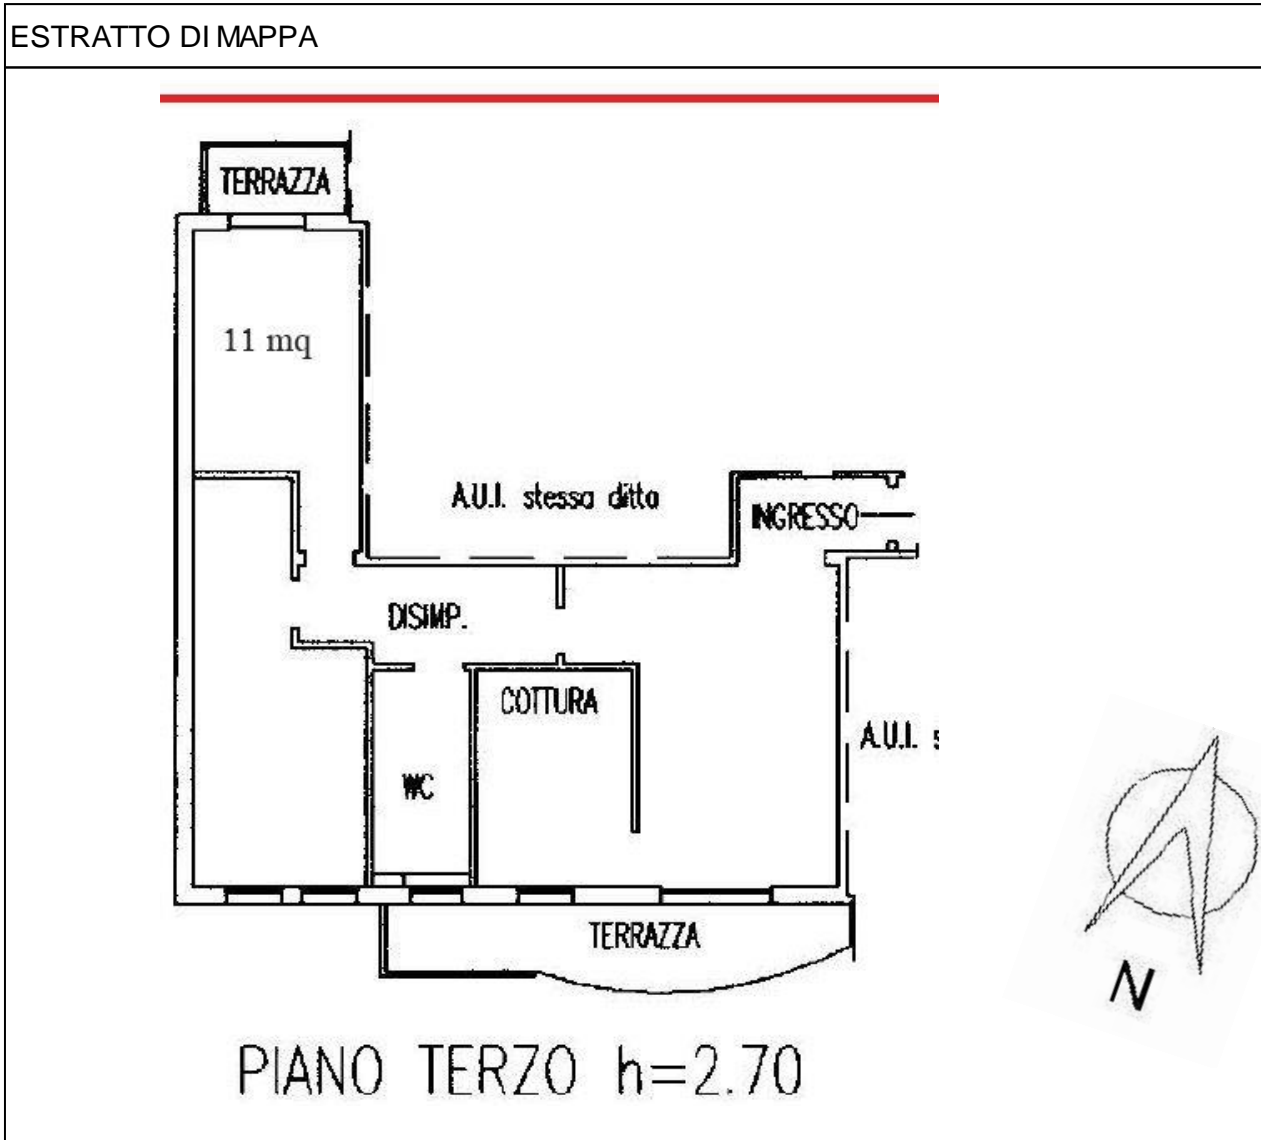 ESTRATTO DI MAPPA
TERRAZZA
11 mq
A.U.I. stessa ditta
INGRESSO
DISIMP.
COTTURA
A.U.I. s
WC
TERRAZZA
N
PIANO TERZO h=2.70